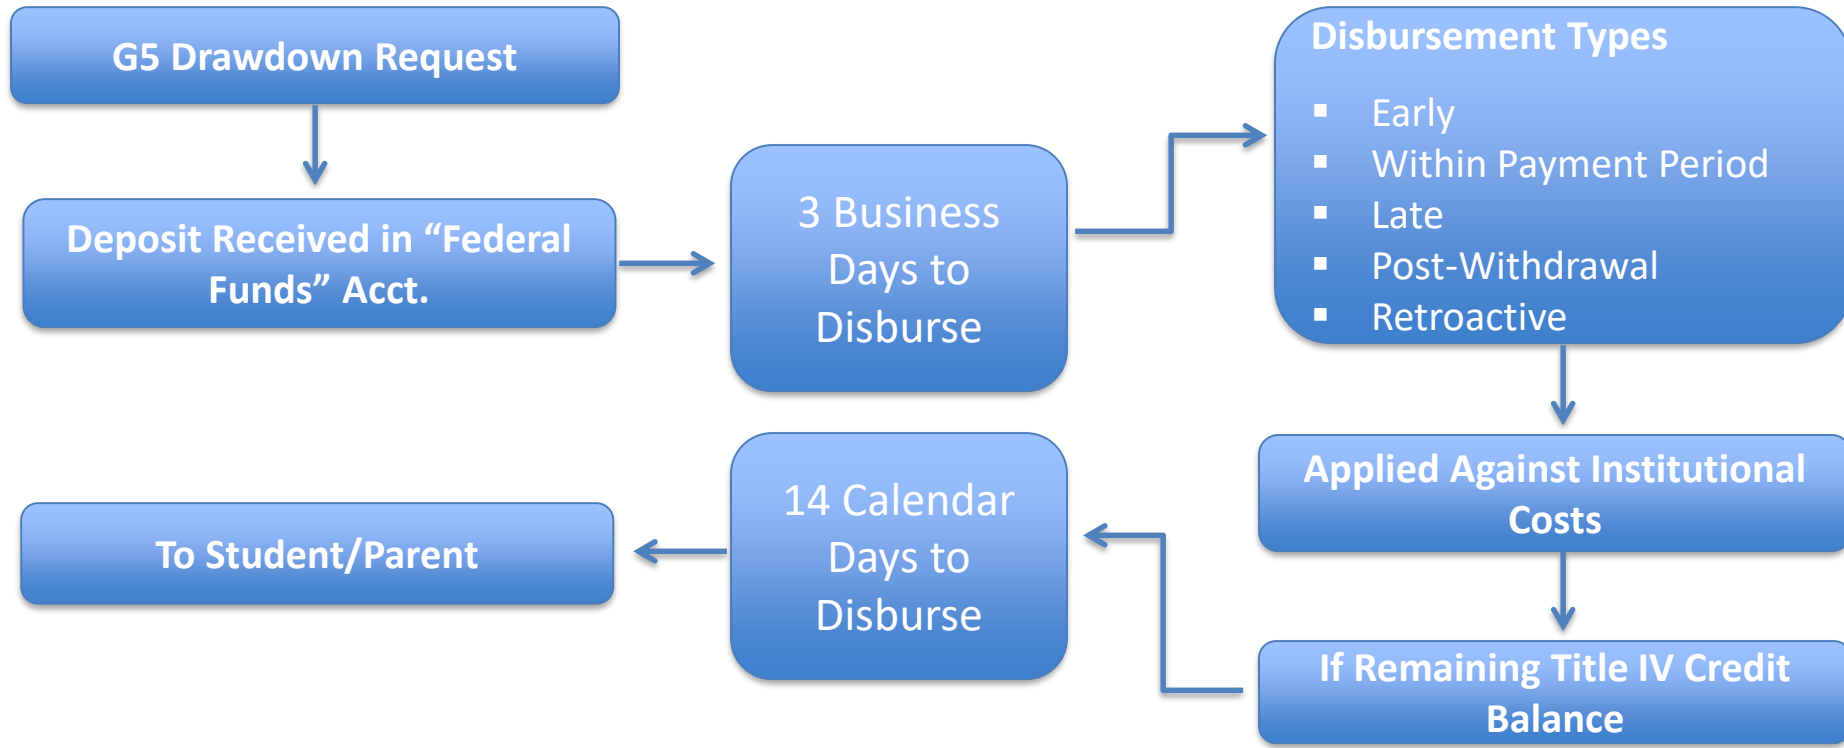 G5 Drawdown Request
Deposit Received in “Federal
Funds” Acct.
3 Business
Days to
Disburse
Disbursement Types
▪ Early
▪ Within Payment Period
▪ Late
▪ Post-Withdrawal
▪ Retroactive
Applied Against Institutional
Costs
If Remaining Title IV Credit
Balance
14 Calendar
Days to
Disburse
To Student/Parent